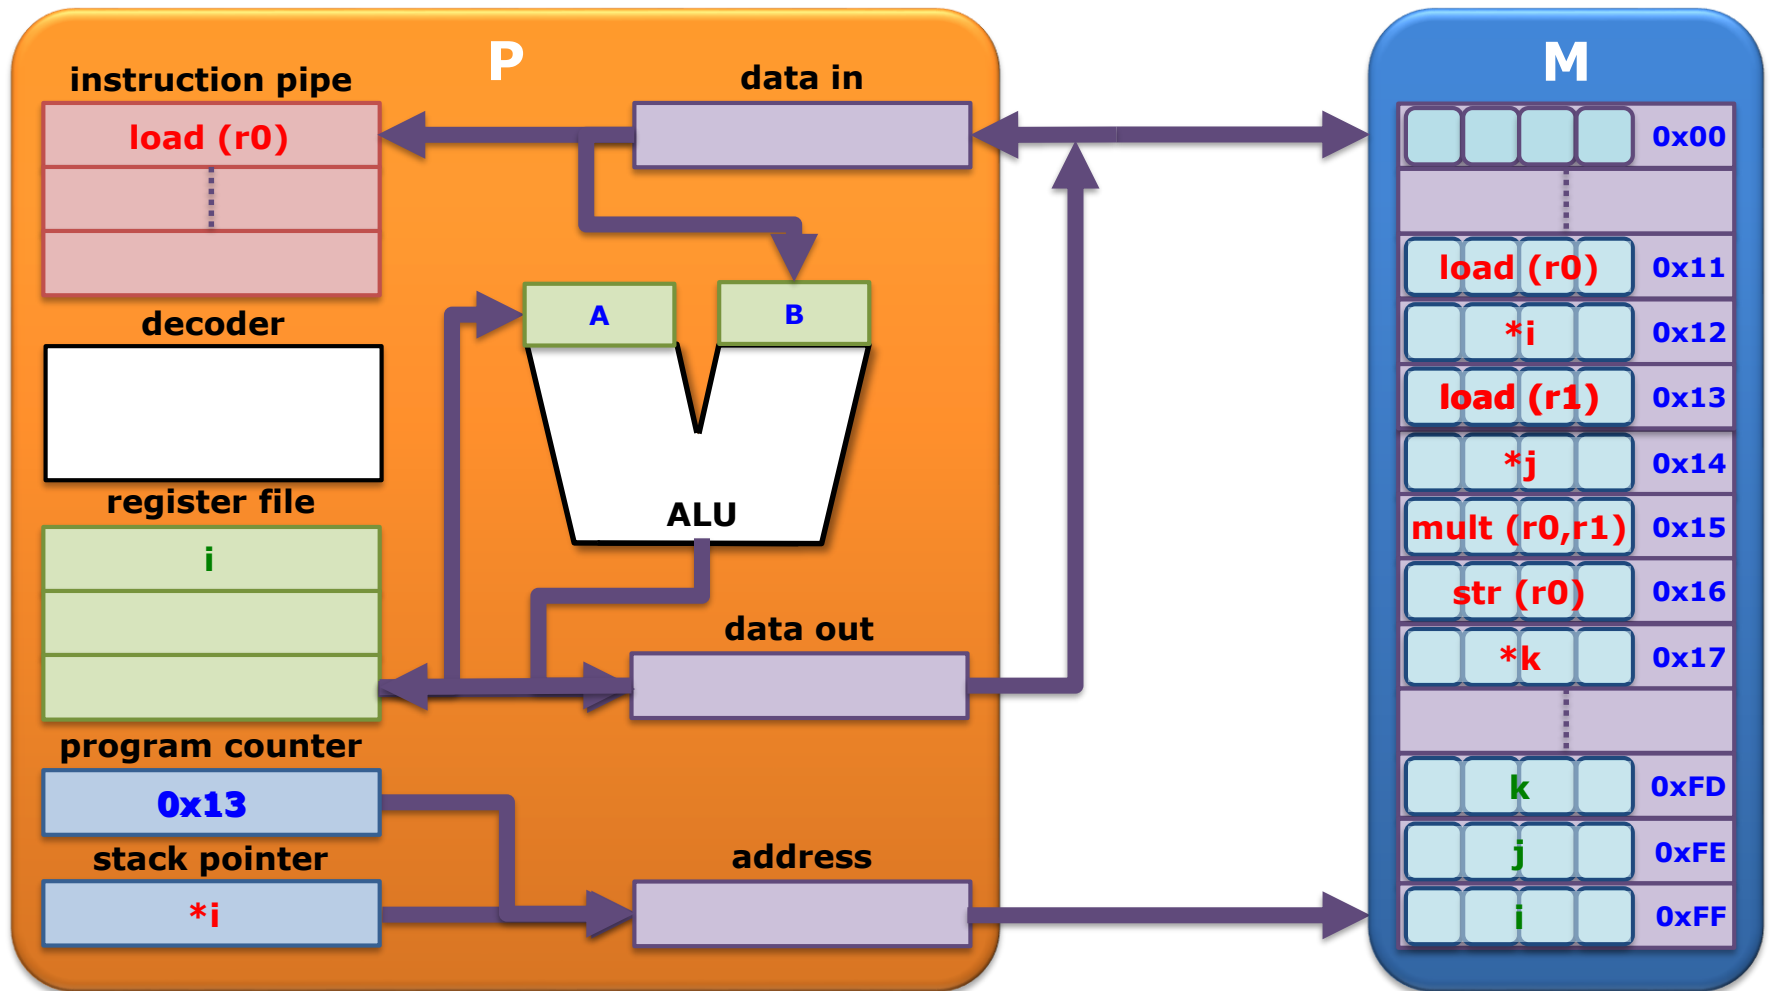 P
instruction pipe
load (r0)
data in
decoder
A
B
ALU
register file
i
data out
program counter
0x13
stack pointer
*i
address
M
0x00
load (r0) 0x11
*i 0x12
load (r1) 0x13
*j 0x14
mult (r0,r1) 0x15
str (r0) 0x16
*k 0x17
k 0xFD
j 0xFE
i 0xFF